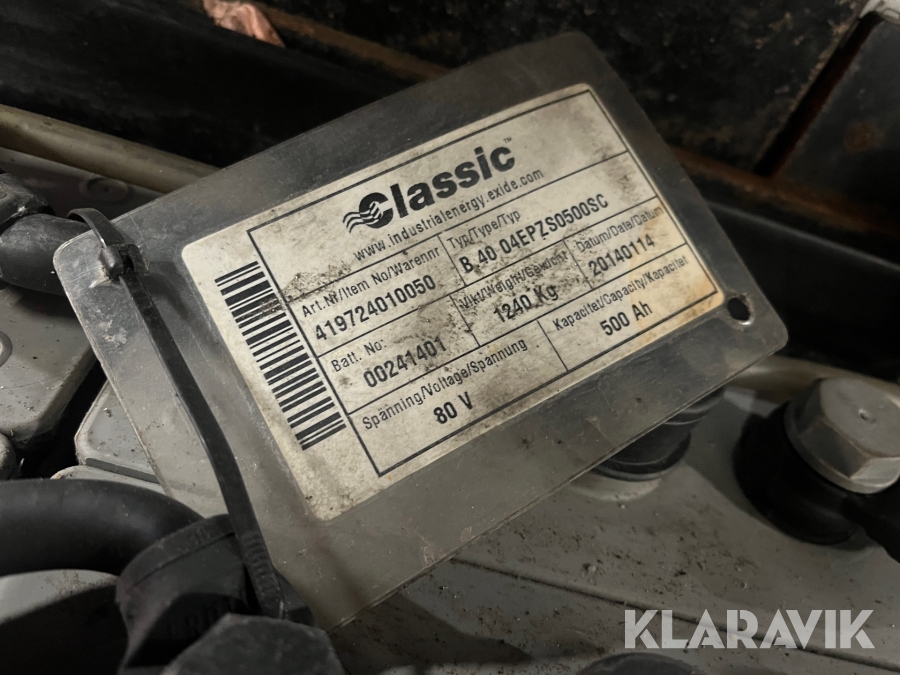 Classic™
www.industrialenergy.exide.com
Art.Nr/Item No/Warennr
419724010050
Typ/Type/Typ
B 40 04EPZS0500SC
Batt. No:
00241401
Vikt/Weight/Gewicht
1240 Kg
Datum/Date/Datum
20140114
Spänning/Voltage/Spannung
80 V
Kapacitet/Capacity/Kapazitet
500 Ah
KLARAVIK